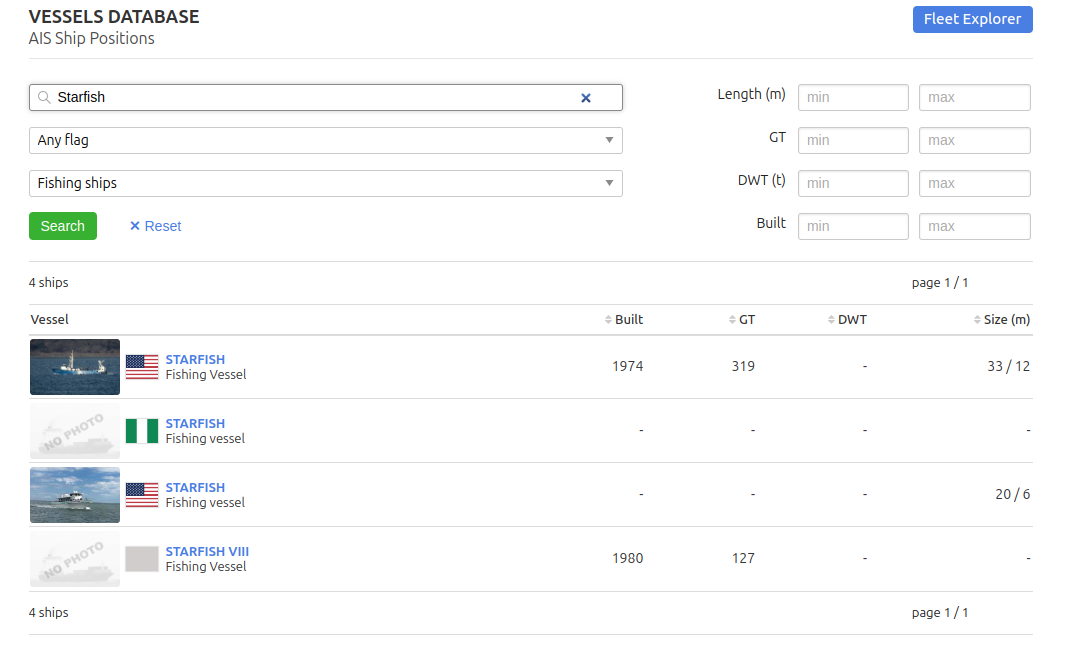 VESSELS DATABASE
AIS Ship Positions
Fleet Explorer
Starfish
Length (m) min max
Any flag
GT min max
Fishing ships
DWT (t) min max
Search Reset
Built min max
4 ships page 1 / 1
Vessel Built GT DWT Size (m)
STARFISH
Fishing Vessel
1974 319 - 33 / 12
NO PHOTO
STARFISH
Fishing vessel
- - - -
STARFISH
Fishing vessel
- - - 20 / 6
NO PHOTO
STARFISH VIII
Fishing Vessel
1980 127 - -
4 ships page 1 / 1